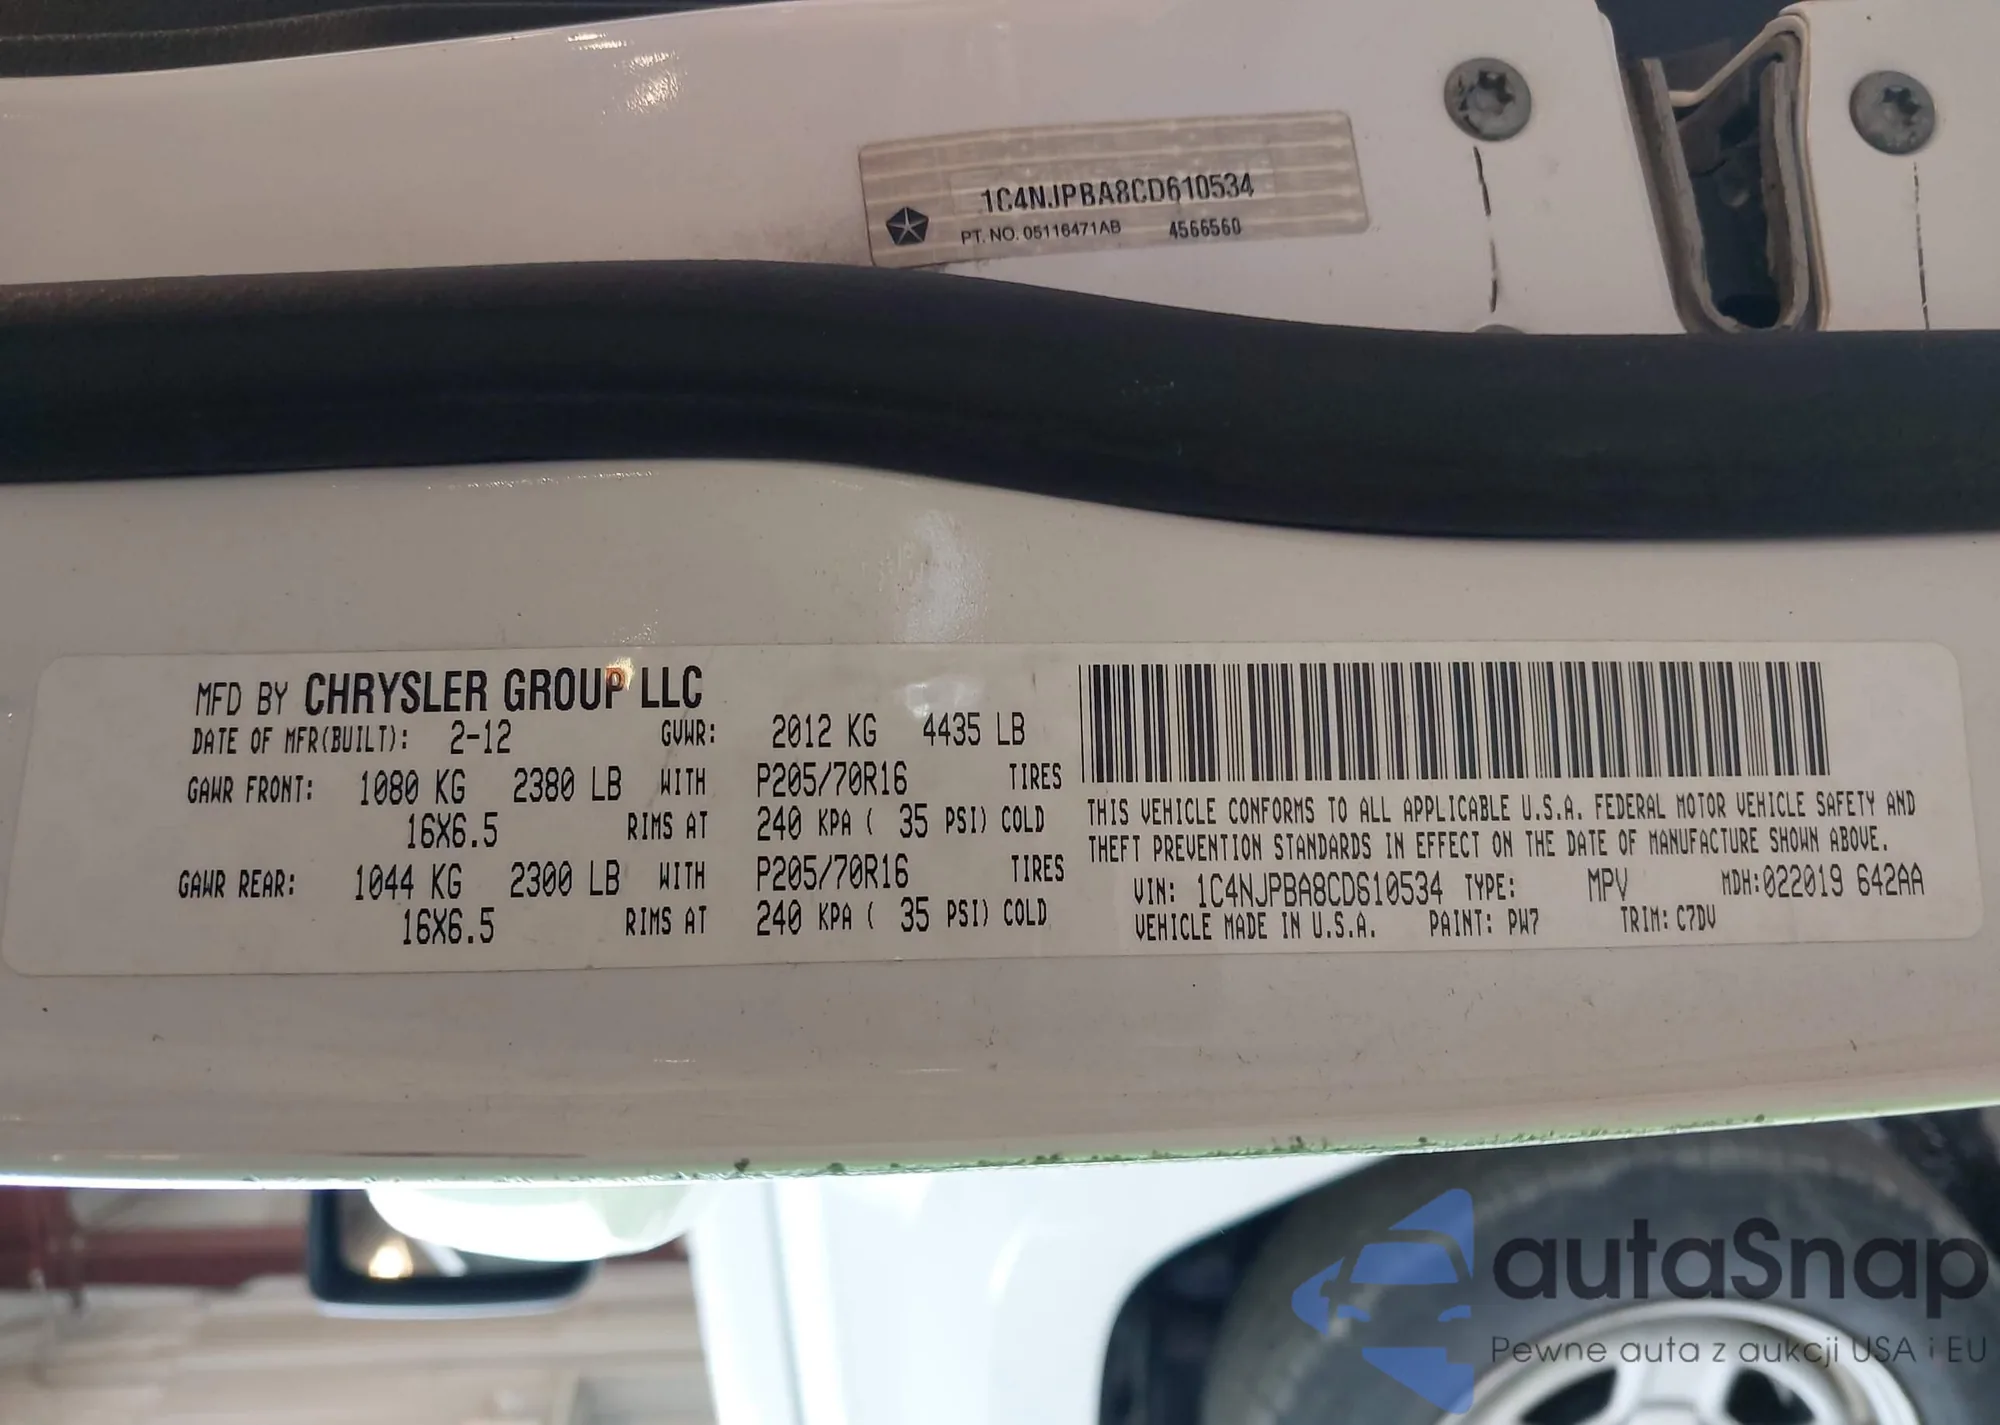 1C4NJPBA8CD610534
PT. NO. 05116471AB 4566560
MFD BY CHRYSLER GROUP LLC
DATE OF MFR(BUILT): 2-12 GVWR: 2012 KG 4435 LB
GAWR FRONT: 1080 KG 2380 LB WITH P205/70R16 TIRES
16X6.5 RIMS AT 240 KPA ( 35 PSI) COLD
GAWR REAR: 1044 KG 2300 LB WITH P205/70R16 TIRES
16X6.5 RIMS AT 240 KPA ( 35 PSI) COLD
THIS VEHICLE CONFORMS TO ALL APPLICABLE U.S.A. FEDERAL MOTOR VEHICLE SAFETY AND
THEFT PREVENTION STANDARDS IN EFFECT ON THE DATE OF MANUFACTURE SHOWN ABOVE.
VIN: 1C4NJPBA8CD610534 TYPE: MPV MDH:022019 642AA
VEHICLE MADE IN U.S.A. PAINT: PW7 TRIM: C7DV
autaSnap
Pewne auta z aukcji USA i EU